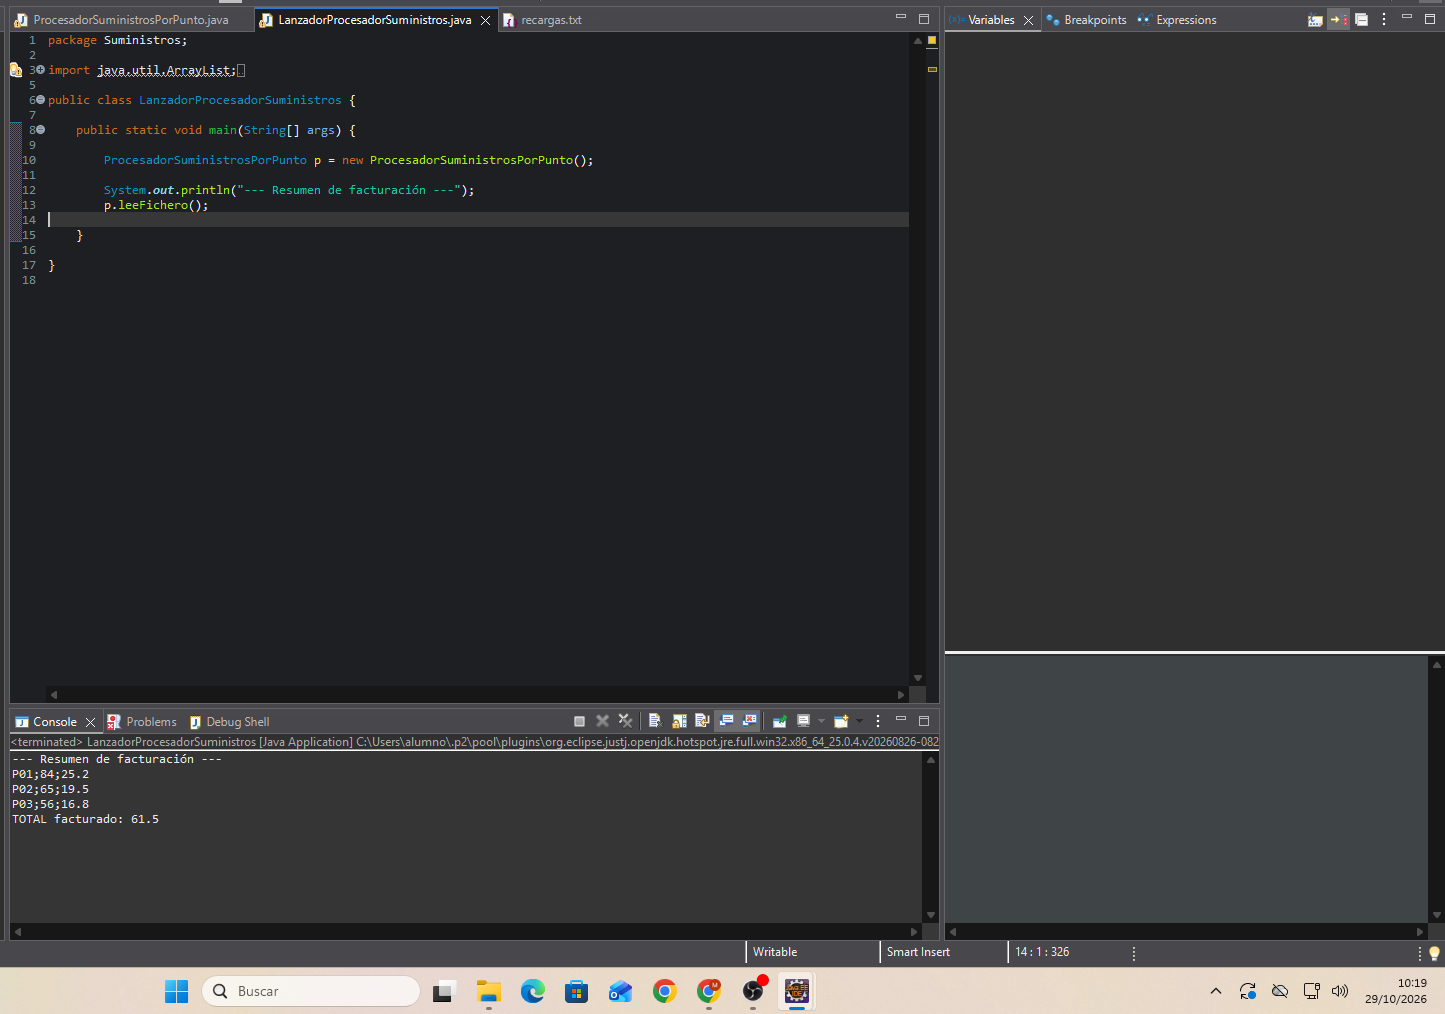 ProcesadorSuministrosPorPunto.java
LanzadorProcesadorSuministros.java
recargas.txt
1 package Suministros;
2
3 import java.util.ArrayList;
5
6 public class LanzadorProcesadorSuministros {
7
8 public static void main(String[] args) {
9
10 ProcesadorSuministrosPorPunto p = new ProcesadorSuministrosPorPunto();
11
12 System.out.println("--- Resumen de facturación ---");
13 p.leeFichero();
14
15 }
16
17 }
18
Variables
Breakpoints
Expressions
Console
Problems
Debug Shell
<terminated> LanzadorProcesadorSuministros [Java Application] C:\Users\alumno\.p2\pool\plugins\org.eclipse.justj.openjdk.hotspot.jre.full.win32.x86_64_25.0.4.v20260826-082
--- Resumen de facturación ---
P01;84;25.2
P02;65;19.5
P03;56;16.8
TOTAL facturado: 61.5
Writable
Smart Insert
14 : 1 : 326
Buscar
10:19
29/10/2026